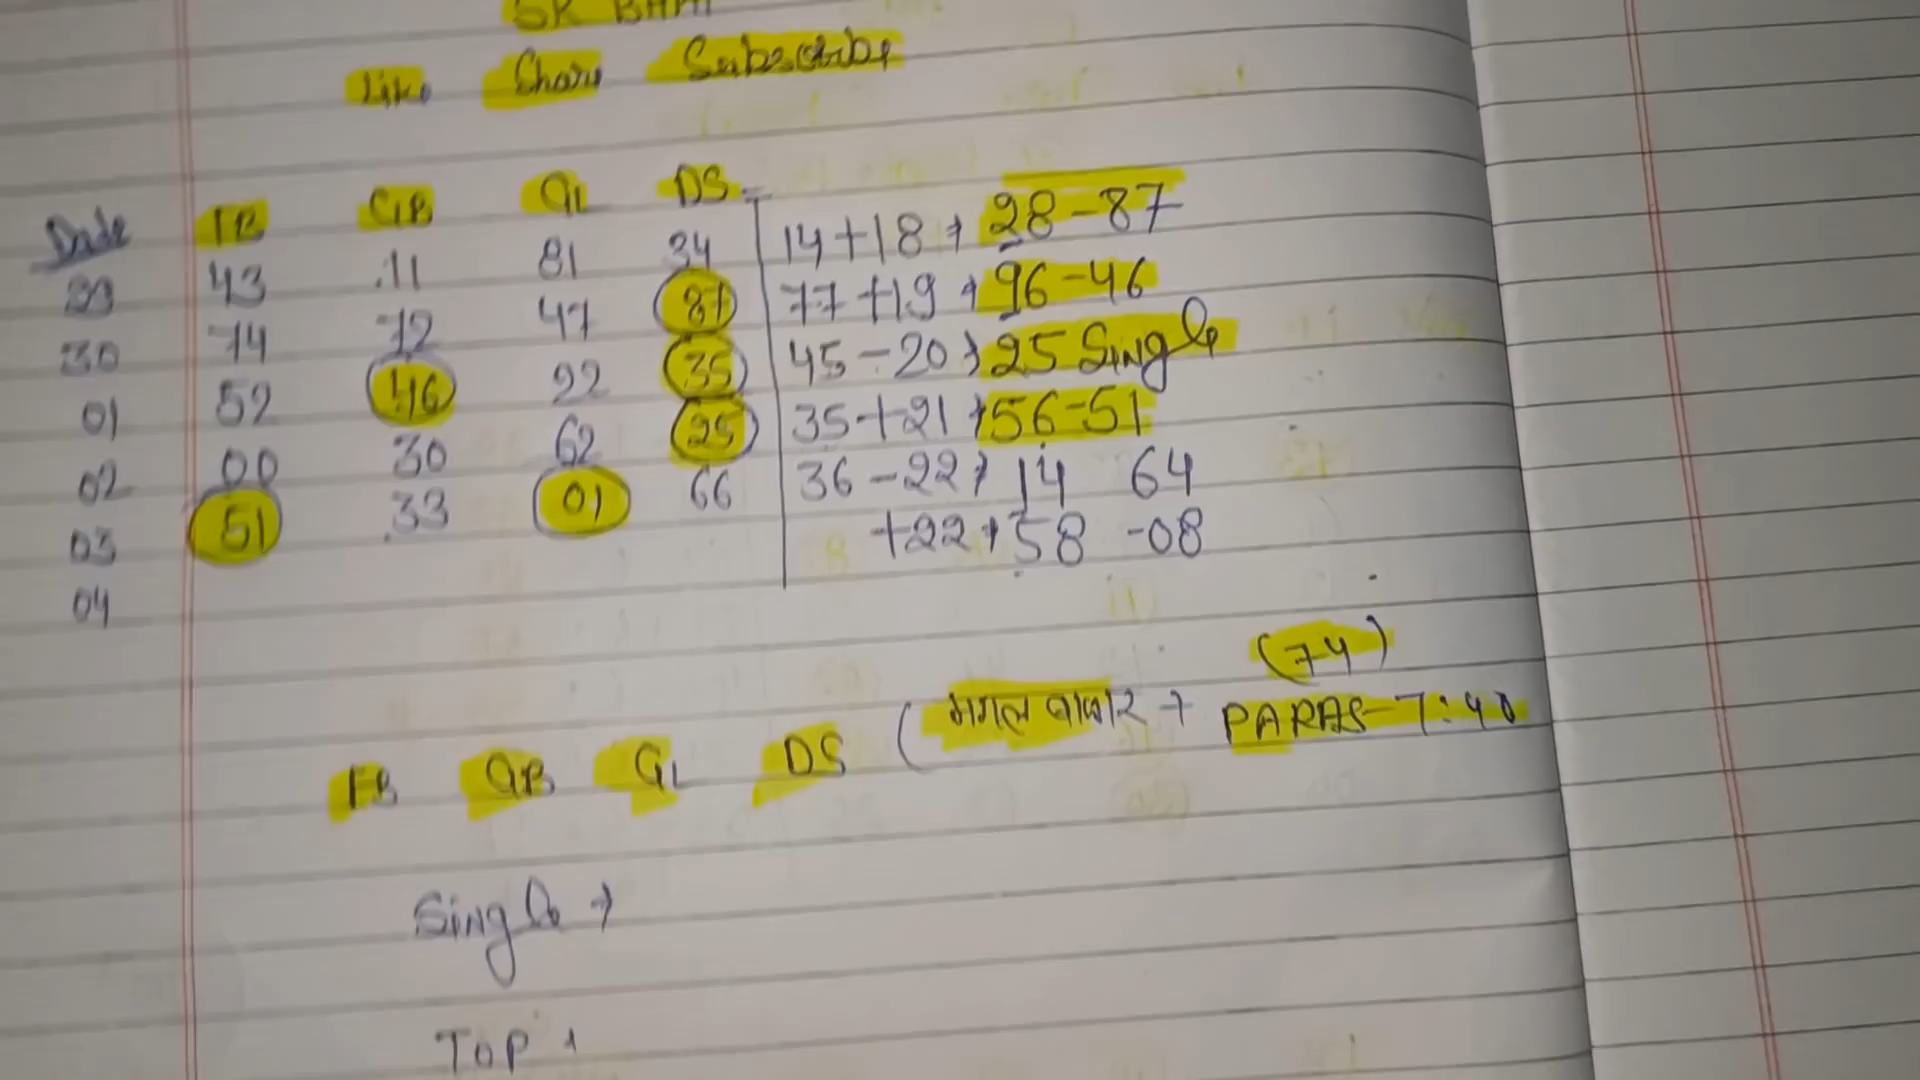 SR BHAI
Like Share Subscribe
Date FB GB GL DS
29 43 11 81 34 14+18→28-87
30 74 72 47 87 77+19→96-46
01 52 46 22 35 45-20→25 Single
02 00 30 62 25 35+21→56-51
03 51 33 01 66 36-22→14 64
04 +22→58 -08
(74)
FB GB GL DS (मंगल बाजार → PARAS-7:40
Single →
TOP →